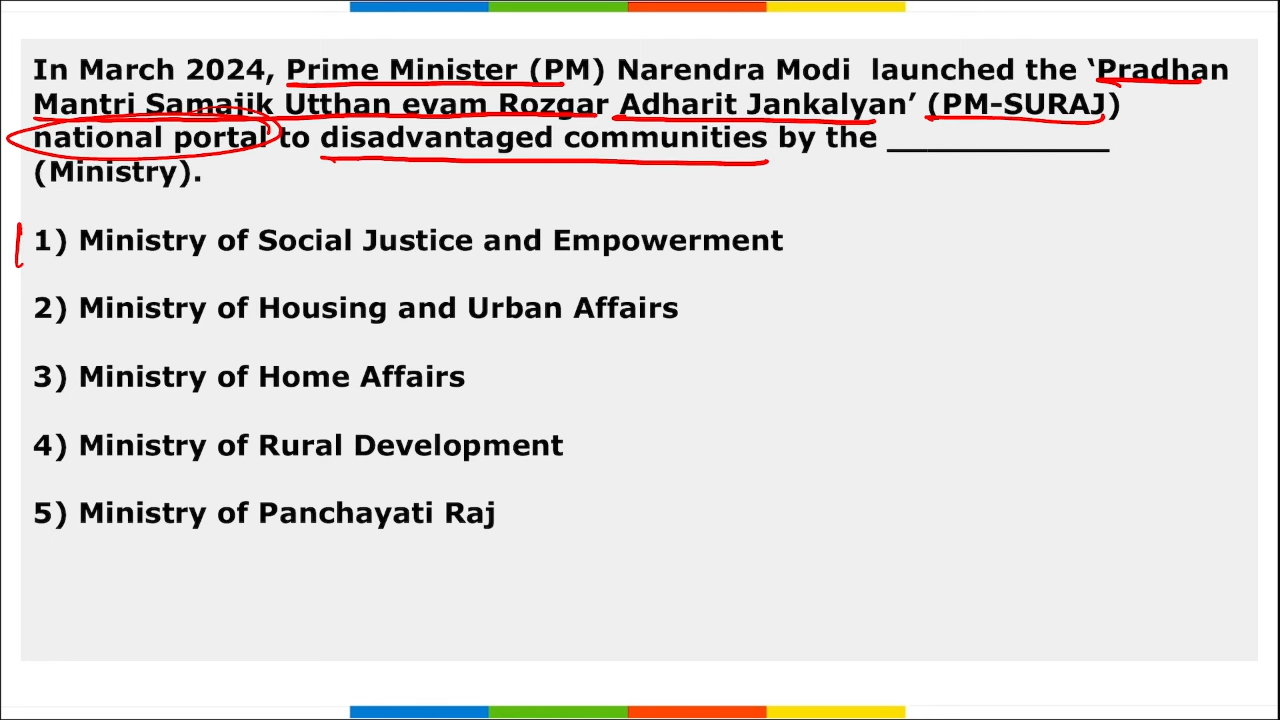 In March 2024, Prime Minister (PM) Narendra Modi launched the ‘Pradhan
Mantri Samajik Utthan evam Rozgar Adharit Jankalyan’ (PM-SURAJ)
national portal to disadvantaged communities by the _____________
(Ministry).
1) Ministry of Social Justice and Empowerment
2) Ministry of Housing and Urban Affairs
3) Ministry of Home Affairs
4) Ministry of Rural Development
5) Ministry of Panchayati Raj